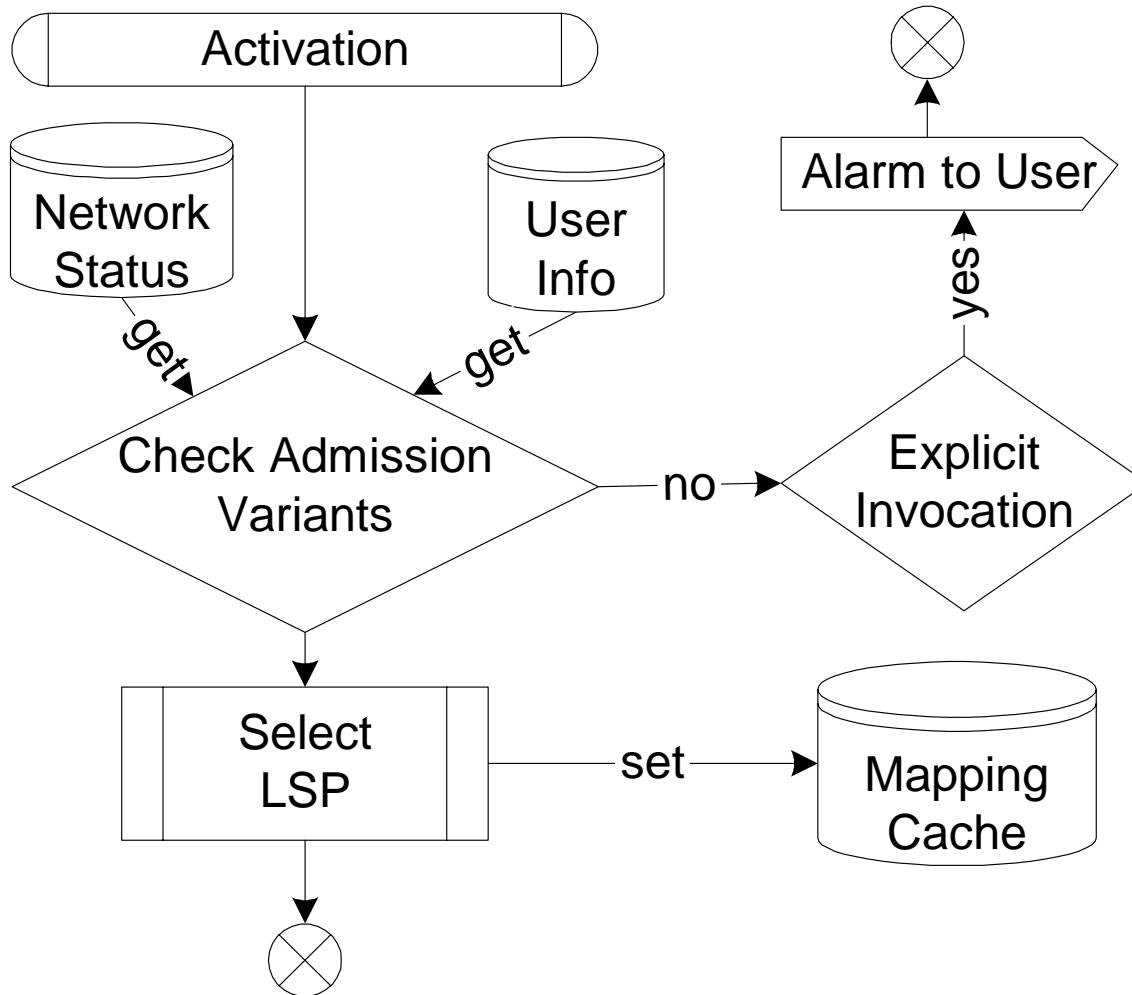 Activation
Network
Status
User
Info
Alarm to User
get
get
yes
Check Admission
Variants
no
Explicit
Invocation
Select
LSP
set
Mapping
Cache